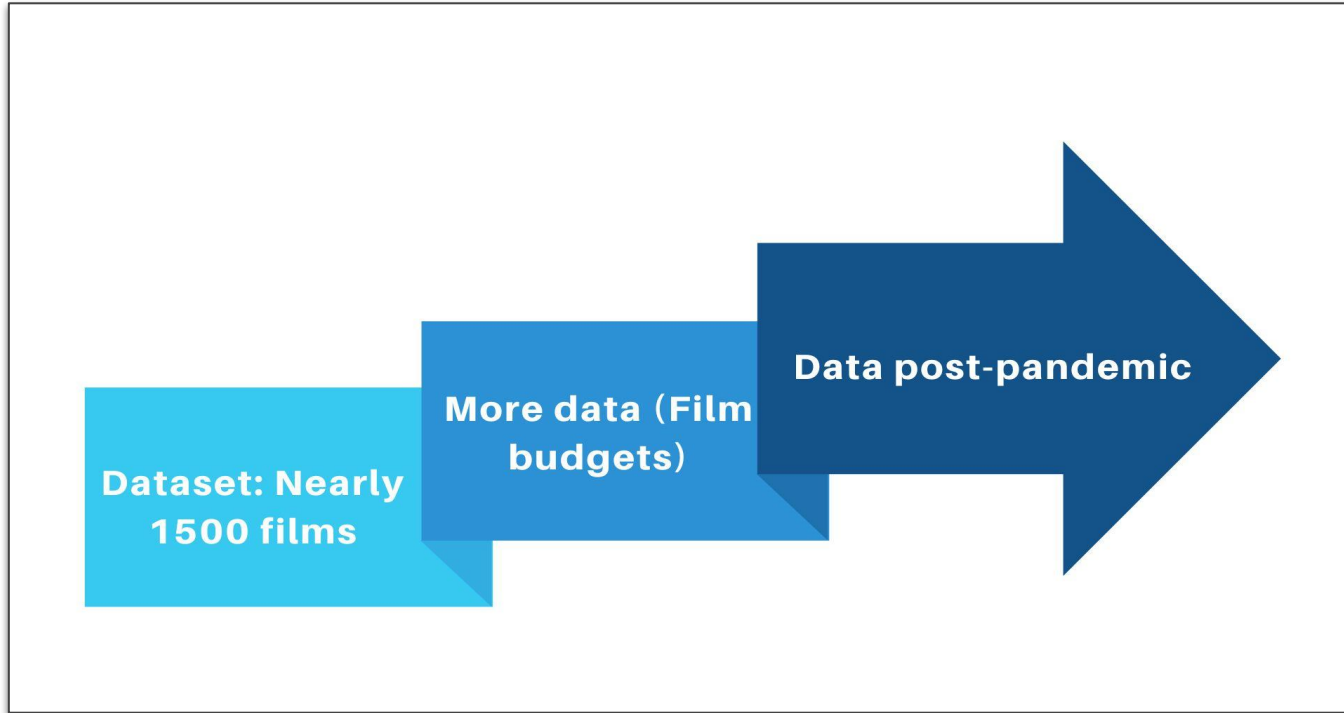 Dataset: Nearly
1500 films
More data (Film
budgets)
Data post-pandemic